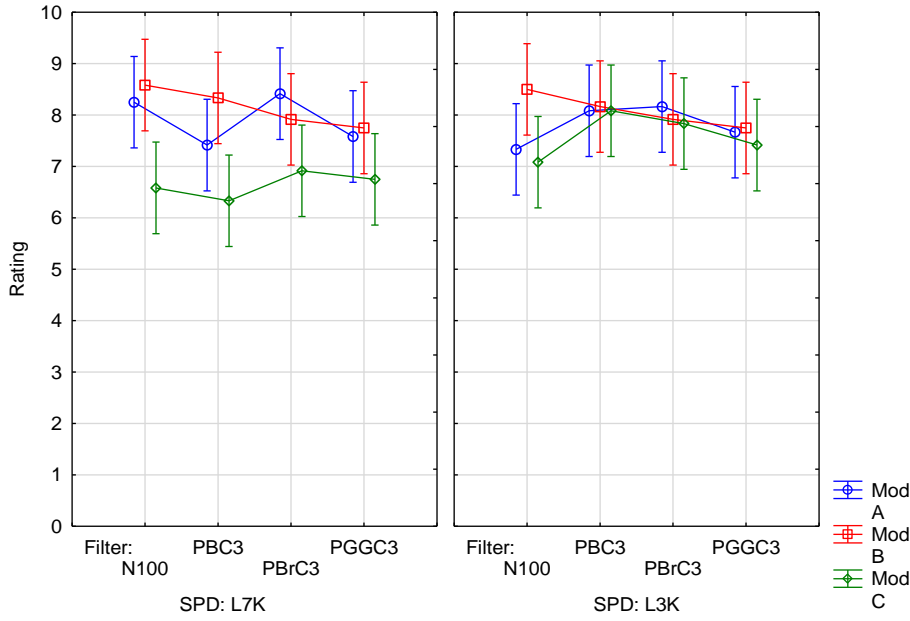 10
9
8
7
6
5
4
3
2
1
0
Rating
Filter: PBC3 PGGC3
N100 PBrC3
SPD: L7K
Filter: PBC3 PGGC3
N100 PBrC3
SPD: L3K
Mod
A
Mod
B
Mod
C